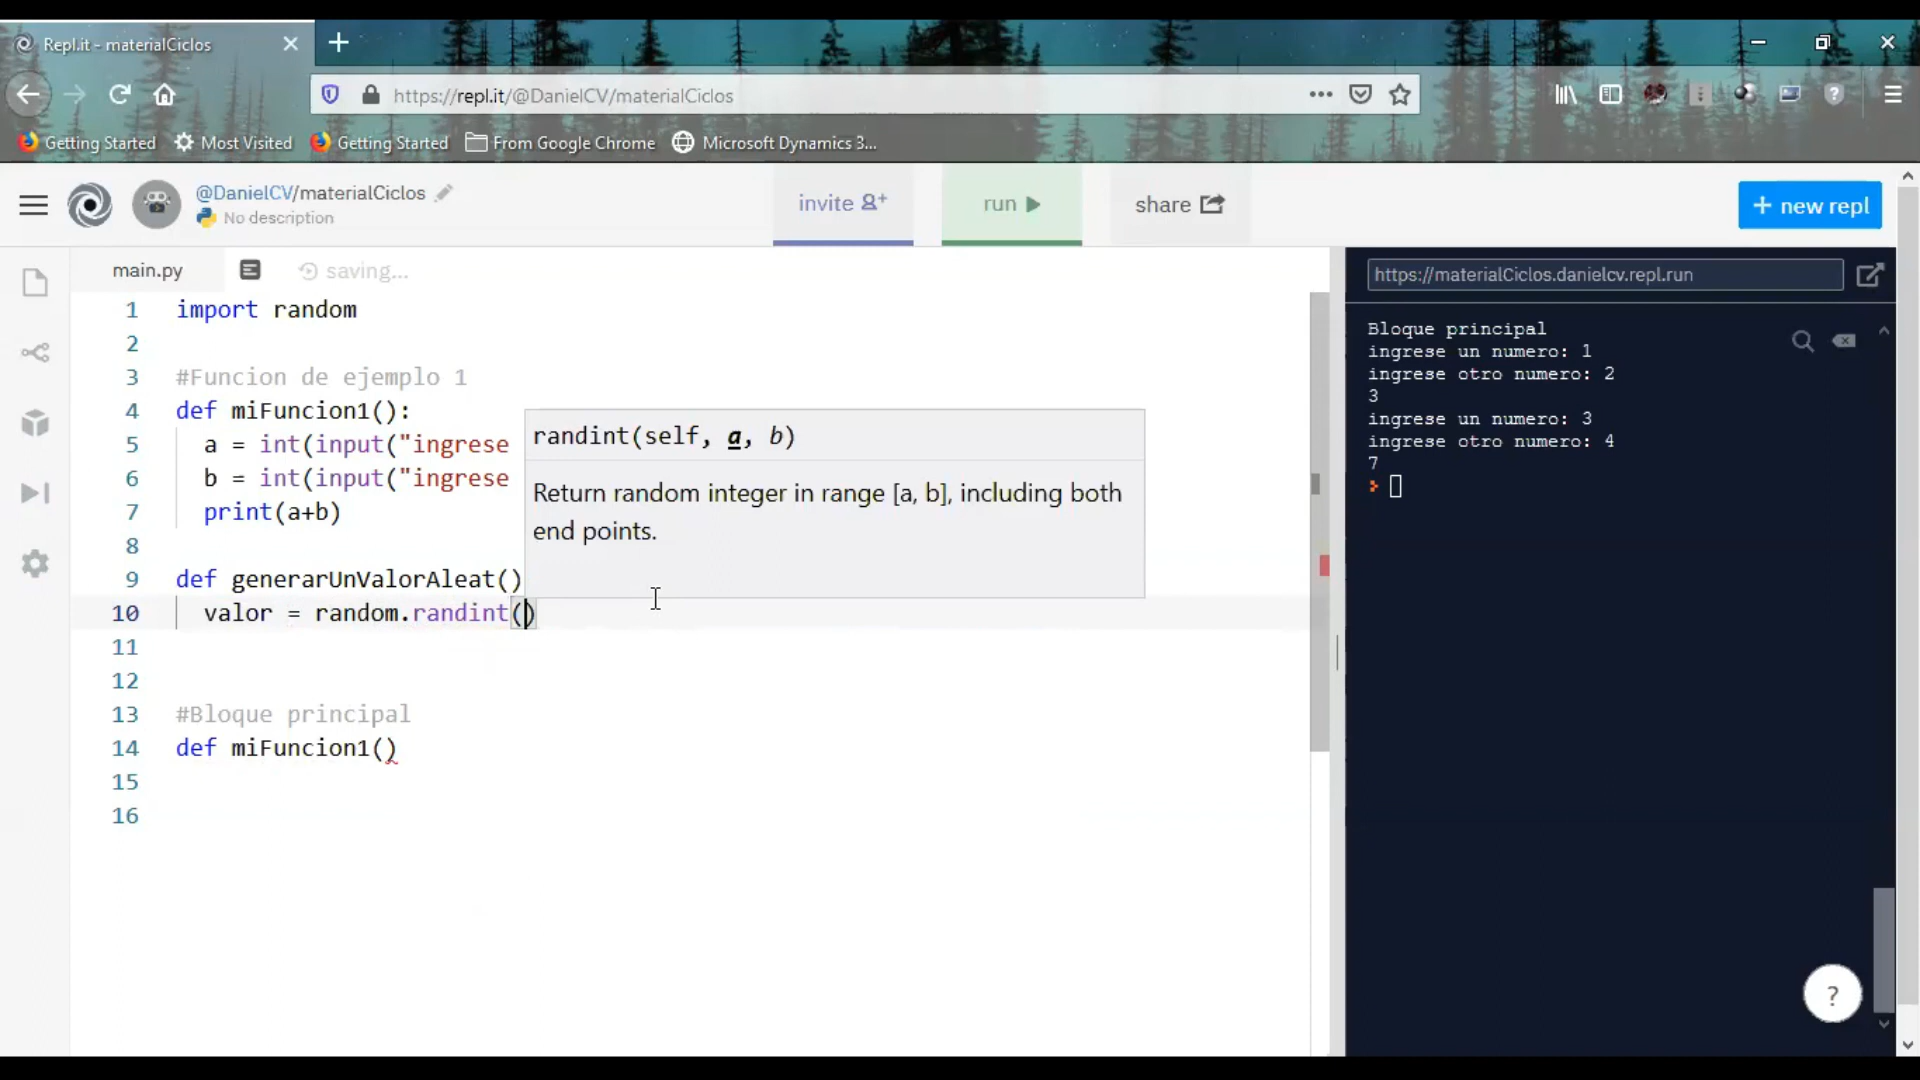 Repl.it - materialCiclos
https://repl.it/@DanielCV/materialCiclos
Getting Started Most Visited Getting Started From Google Chrome Microsoft Dynamics 3...
@DanielCV/materialCiclos
No description
invite
run
share
+ new repl
main.py
saving...
https://materialCiclos.danielcv.repl.run
1 import random
2
3 #Funcion de ejemplo 1
4 def miFuncion1():
5 a = int(input("ingrese
6 b = int(input("ingrese
7 print(a+b)
8
9 def generarUnValorAleat()
10 valor = random.randint()
11
12
13 #Bloque principal
14 def miFuncion1()
15
16
randint(self, a, b)
Return random integer in range [a, b], including both
end points.
Bloque principal
ingrese un numero: 1
ingrese otro numero: 2
3
ingrese un numero: 3
ingrese otro numero: 4
7
?